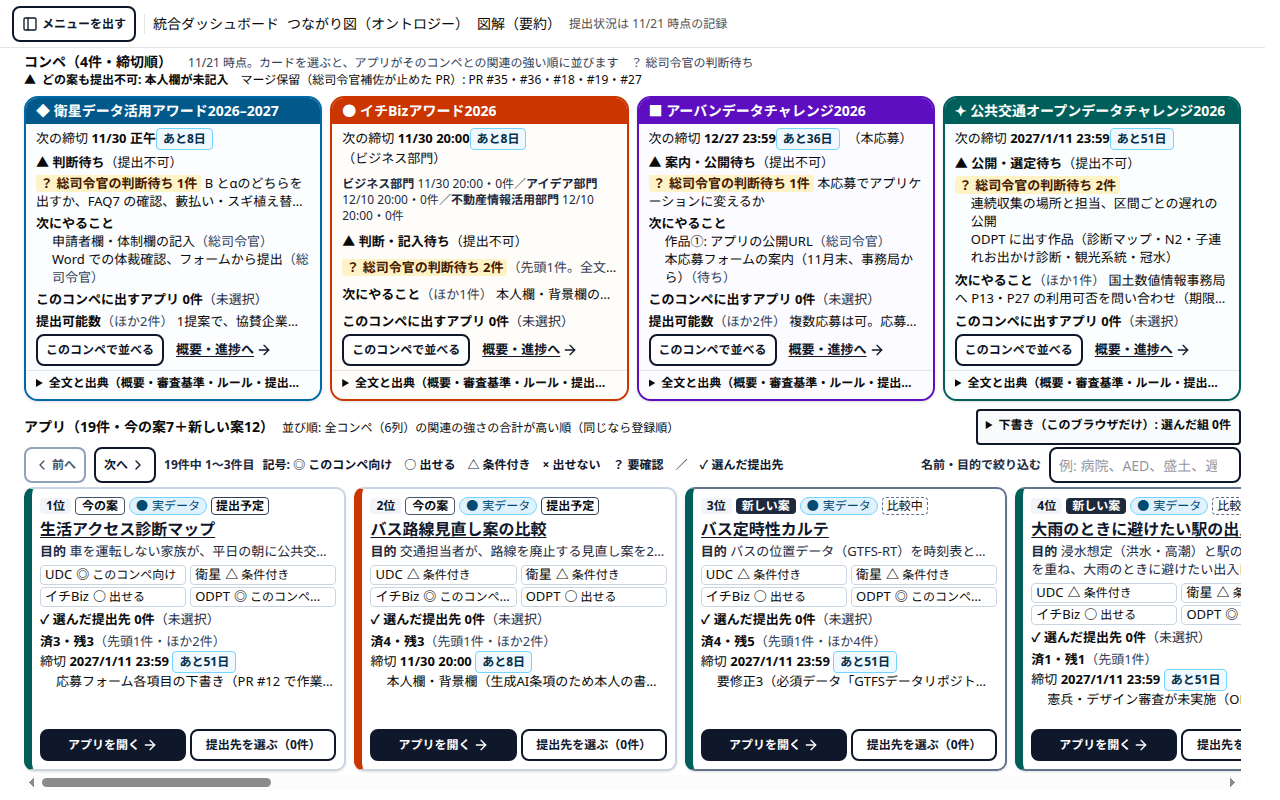 メニューを出す 統合ダッシュボード つながり図（オントロジー） 図解（要約） 提出状況は 11/21 時点の記録
コンペ（4件・締切順） 11/21 時点。カードを選ぶと、アプリがそのコンペとの関連の強い順に並びます ？ 総司令官の判断待ち
▲ どの案も提出不可: 本人欄が未記入 マージ保留（総司令官補佐が止めた PR）: PR #35・#36・#18・#19・#27
◆ 衛星データ活用アワード2026–2027
次の締切 11/30 正午 あと8日
▲ 判断待ち（提出不可）
？ 総司令官の判断待ち 1件 B とαのどちらを
出すか、FAQ7 の確認、藪払い・スギ植え替…
次にやること
申請者欄・体制欄の記入（総司令官）
Word での体裁確認、フォームから提出（総
司令官）
このコンペに出すアプリ 0件（未選択）
提出可能数（ほか2件） 1提案で、協賛企業…
このコンペで並べる 概要・進捗へ →
▶ 全文と出典（概要・審査基準・ルール・提出…
● イチBizアワード2026
次の締切 11/30 20:00 あと8日
（ビジネス部門）
ビジネス部門 11/30 20:00・0件／アイデア部門
12/10 20:00・0件／不動産情報活用部門 12/10
20:00・0件
▲ 判断・記入待ち（提出不可）
？ 総司令官の判断待ち 2件 （先頭1件。全文…
次にやること（ほか1件） 本人欄・背景欄の…
このコンペに出すアプリ 0件（未選択）
このコンペで並べる 概要・進捗へ →
▶ 全文と出典（概要・審査基準・ルール・提出…
■ アーバンデータチャレンジ2026
次の締切 12/27 23:59 あと36日 （本応募）
▲ 案内・公開待ち（提出不可）
？ 総司令官の判断待ち 1件 本応募でアプリケ
ーションに変えるか
次にやること
作品①: アプリの公開URL（総司令官）
本応募フォームの案内（11月末、事務局か
ら）（待ち）
このコンペに出すアプリ 0件（未選択）
提出可能数（ほか2件） 複数応募は可。応募…
このコンペで並べる 概要・進捗へ →
▶ 全文と出典（概要・審査基準・ルール・提出…
✦ 公共交通オープンデータチャレンジ2026
次の締切 2027/1/11 23:59 あと51日
▲ 公開・選定待ち（提出不可）
？ 総司令官の判断待ち 2件
連続収集の場所と担当、区間ごとの遅れの
公開
ODPT に出す作品（診断マップ・N2・子連
れお出かけ診断・観光系統・冠水）
次にやること（ほか1件） 国土数値情報事務局
へ P13・P27 の利用可否を問い合わせ（期限…
このコンペに出すアプリ 0件（未選択）
このコンペで並べる 概要・進捗へ →
▶ 全文と出典（概要・審査基準・ルール・提出…
アプリ（19件・今の案7＋新しい案12） 並び順: 全コンペ（6列）の関連の強さの合計が高い順（同じなら登録順）
▶ 下書き（このブラウザだけ）: 選んだ組 0件
前へ 次へ 19件中 1〜3件目 記号: ◎ このコンペ向け ○ 出せる △ 条件付き × 出せない ？ 要確認 ／ ✓ 選んだ提出先
名前・目的で絞り込む 例: 病院、AED、盛土、遅
1位 今の案 ● 実データ 提出予定
生活アクセス診断マップ
目的 車を運転しない家族が、平日の朝に公共交…
UDC ◎ このコンペ向け 衛星 △ 条件付き
イチBiz ○ 出せる ODPT ◎ このコンペ…
✓ 選んだ提出先 0件（未選択）
済3・残3（先頭1件・ほか2件）
締切 2027/1/11 23:59 あと51日
応募フォーム各項目の下書き（PR #12 で作業…
アプリを開く → 提出先を選ぶ（0件）
2位 今の案 ● 実データ 提出予定
バス路線見直し案の比較
目的 交通担当者が、路線を廃止する見直し案を2…
UDC △ 条件付き 衛星 △ 条件付き
イチBiz ◎ このコンペ… ODPT ○ 出せる
✓ 選んだ提出先 0件（未選択）
済4・残3（先頭1件・ほか2件）
締切 11/30 20:00 あと8日
本人欄・背景欄（生成AI条項のため本人の書…
アプリを開く → 提出先を選ぶ（0件）
3位 新しい案 ● 実データ 比較中
バス定時性カルテ
目的 バスの位置データ（GTFS-RT）を時刻表と…
UDC △ 条件付き 衛星 △ 条件付き
イチBiz ○ 出せる ODPT ◎ このコンペ…
✓ 選んだ提出先 0件（未選択）
済4・残5（先頭1件・ほか4件）
締切 2027/1/11 23:59 あと51日
要修正3（必須データ「GTFSデータリポジト…
アプリを開く → 提出先を選ぶ（0件）
4位 新しい案 ● 実データ 比較
大雨のときに避けたい駅の出
目的 浸水想定（洪水・高潮）と駅の
を重ね、大雨のときに避けたい出入
UDC △ 条件付き 衛星 △
イチBiz ○ 出せる ODPT ◎
✓ 選んだ提出先 0件（未選択）
済1・残1（先頭1件）
締切 2027/1/11 23:59 あと51日
憲兵・デザイン審査が未実施（O
アプリを開く → 提出先を